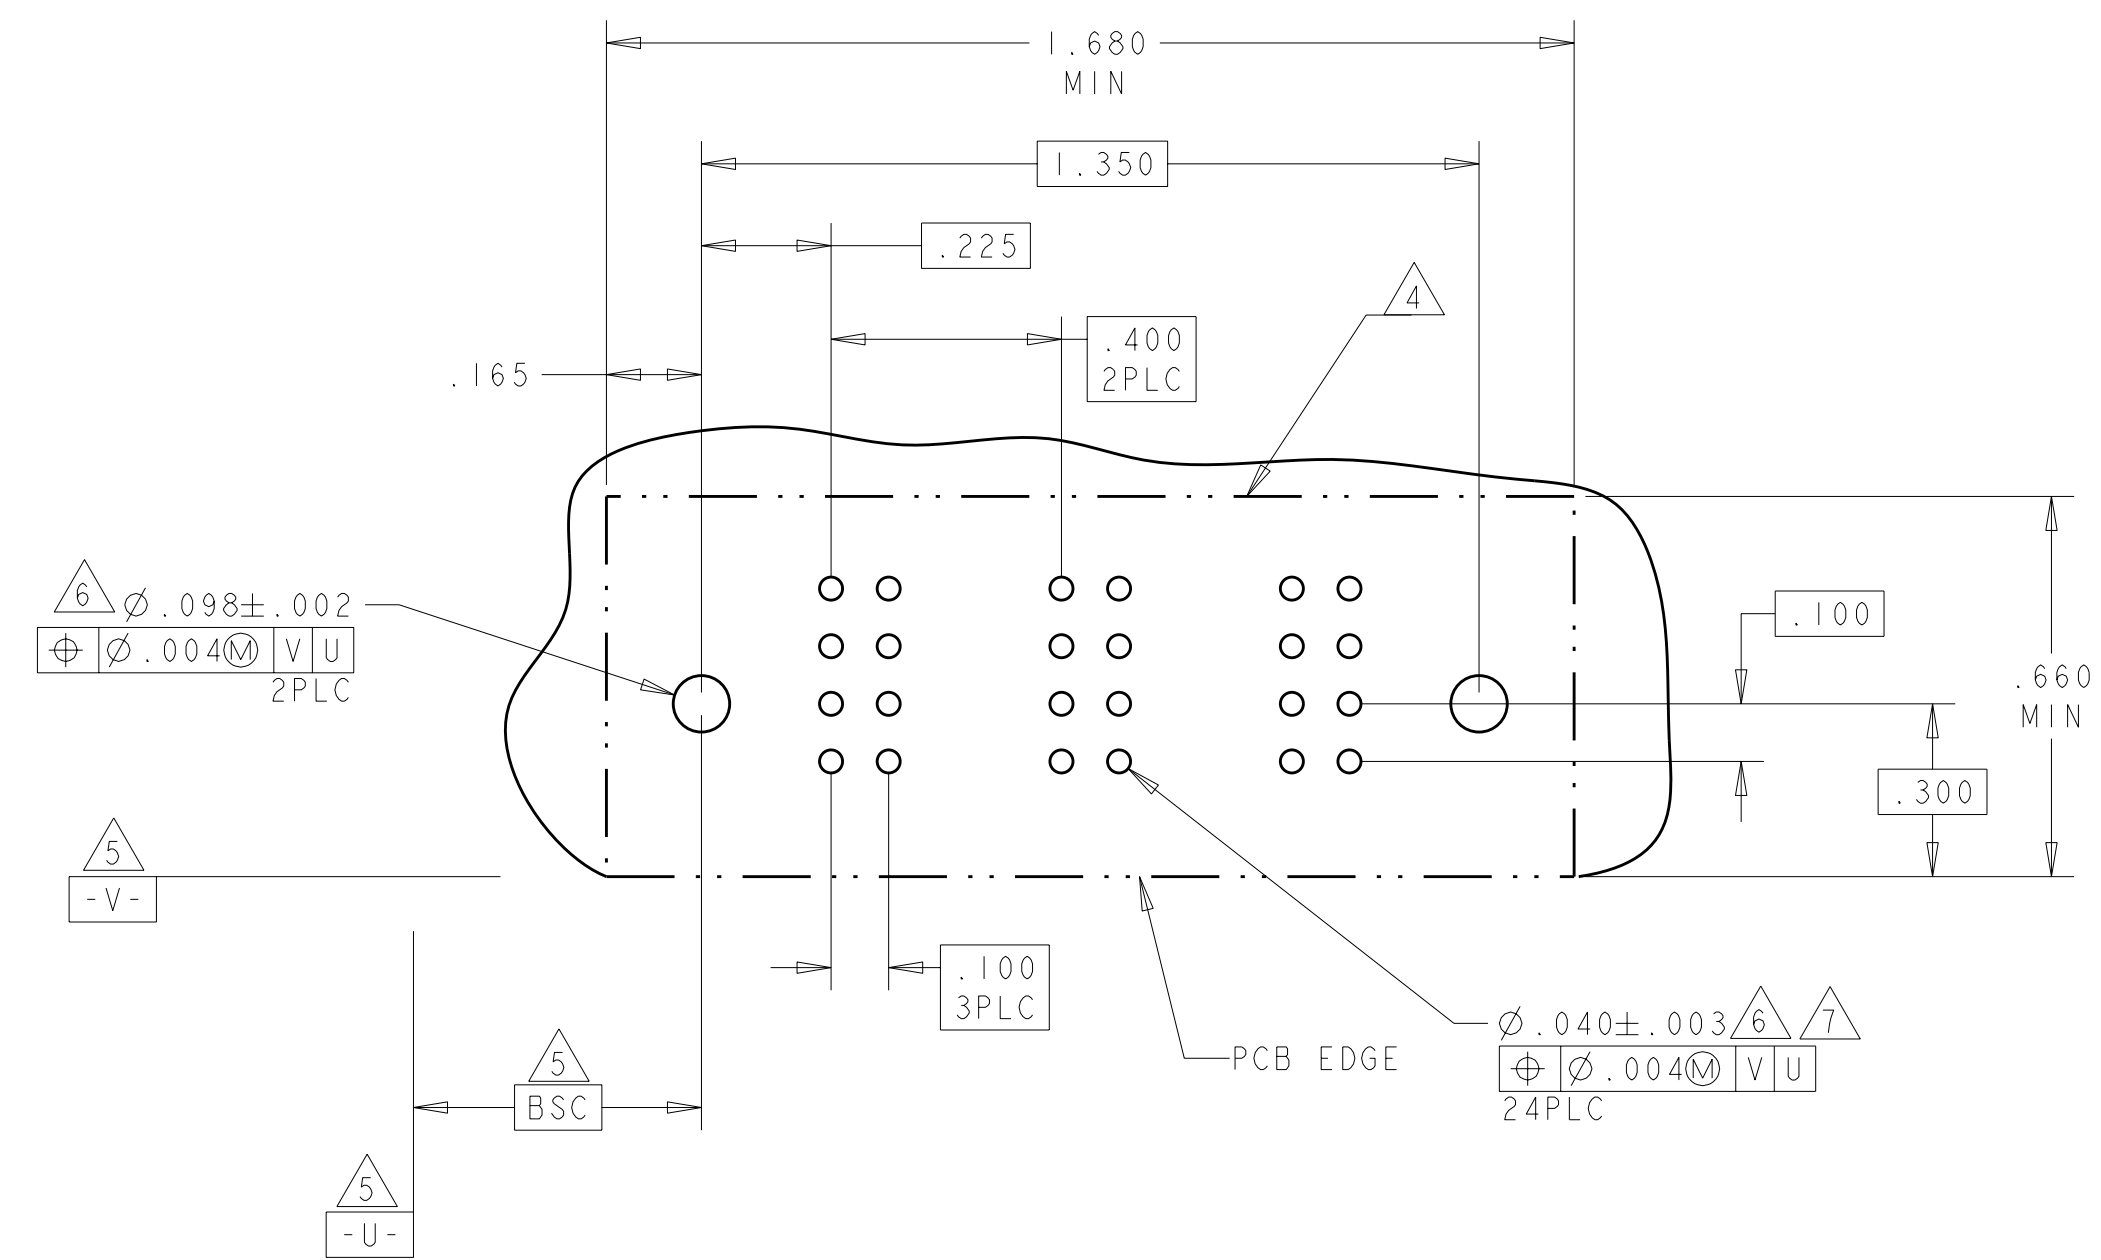 1.680
MIN
1.350
.225
4
.400
2PLC
.165
6 ⌀.098±.002
⌖ ⌀.004Ⓜ V U
2PLC
.100
.660
MIN
.300
5
-V-
.100
3PLC
⌀.040±.003 6 7
⌖ ⌀.004Ⓜ V U
24PLC
PCB EDGE
5
BSC
5
-U-